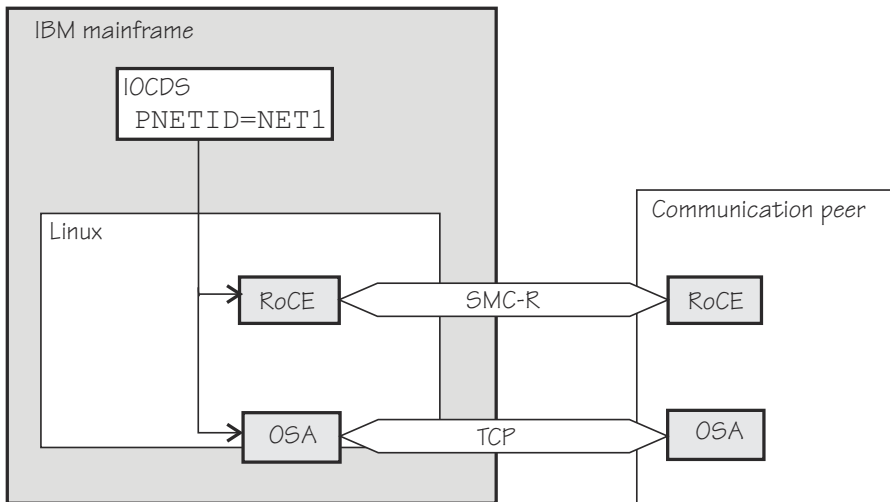 IBM mainframe
IOCDS
PNETID=NET1
Linux
Communication peer
RoCE
SMC-R
RoCE
OSA
TCP
OSA